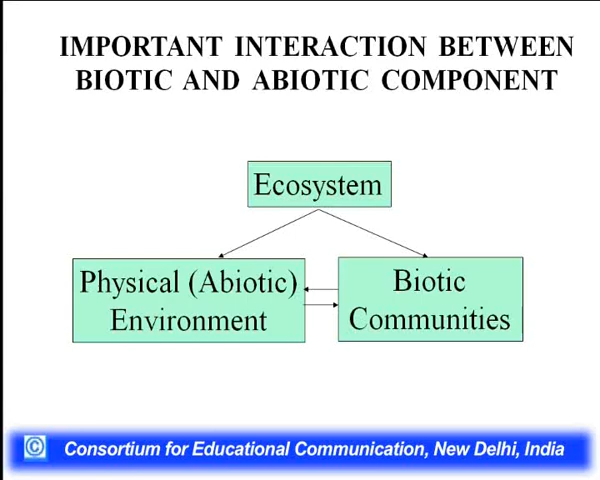 IMPORTANT INTERACTION BETWEEN
BIOTIC AND ABIOTIC COMPONENT
Ecosystem
Physical (Abiotic)
Environment
Biotic
Communities
© Consortium for Educational Communication, New Delhi, India